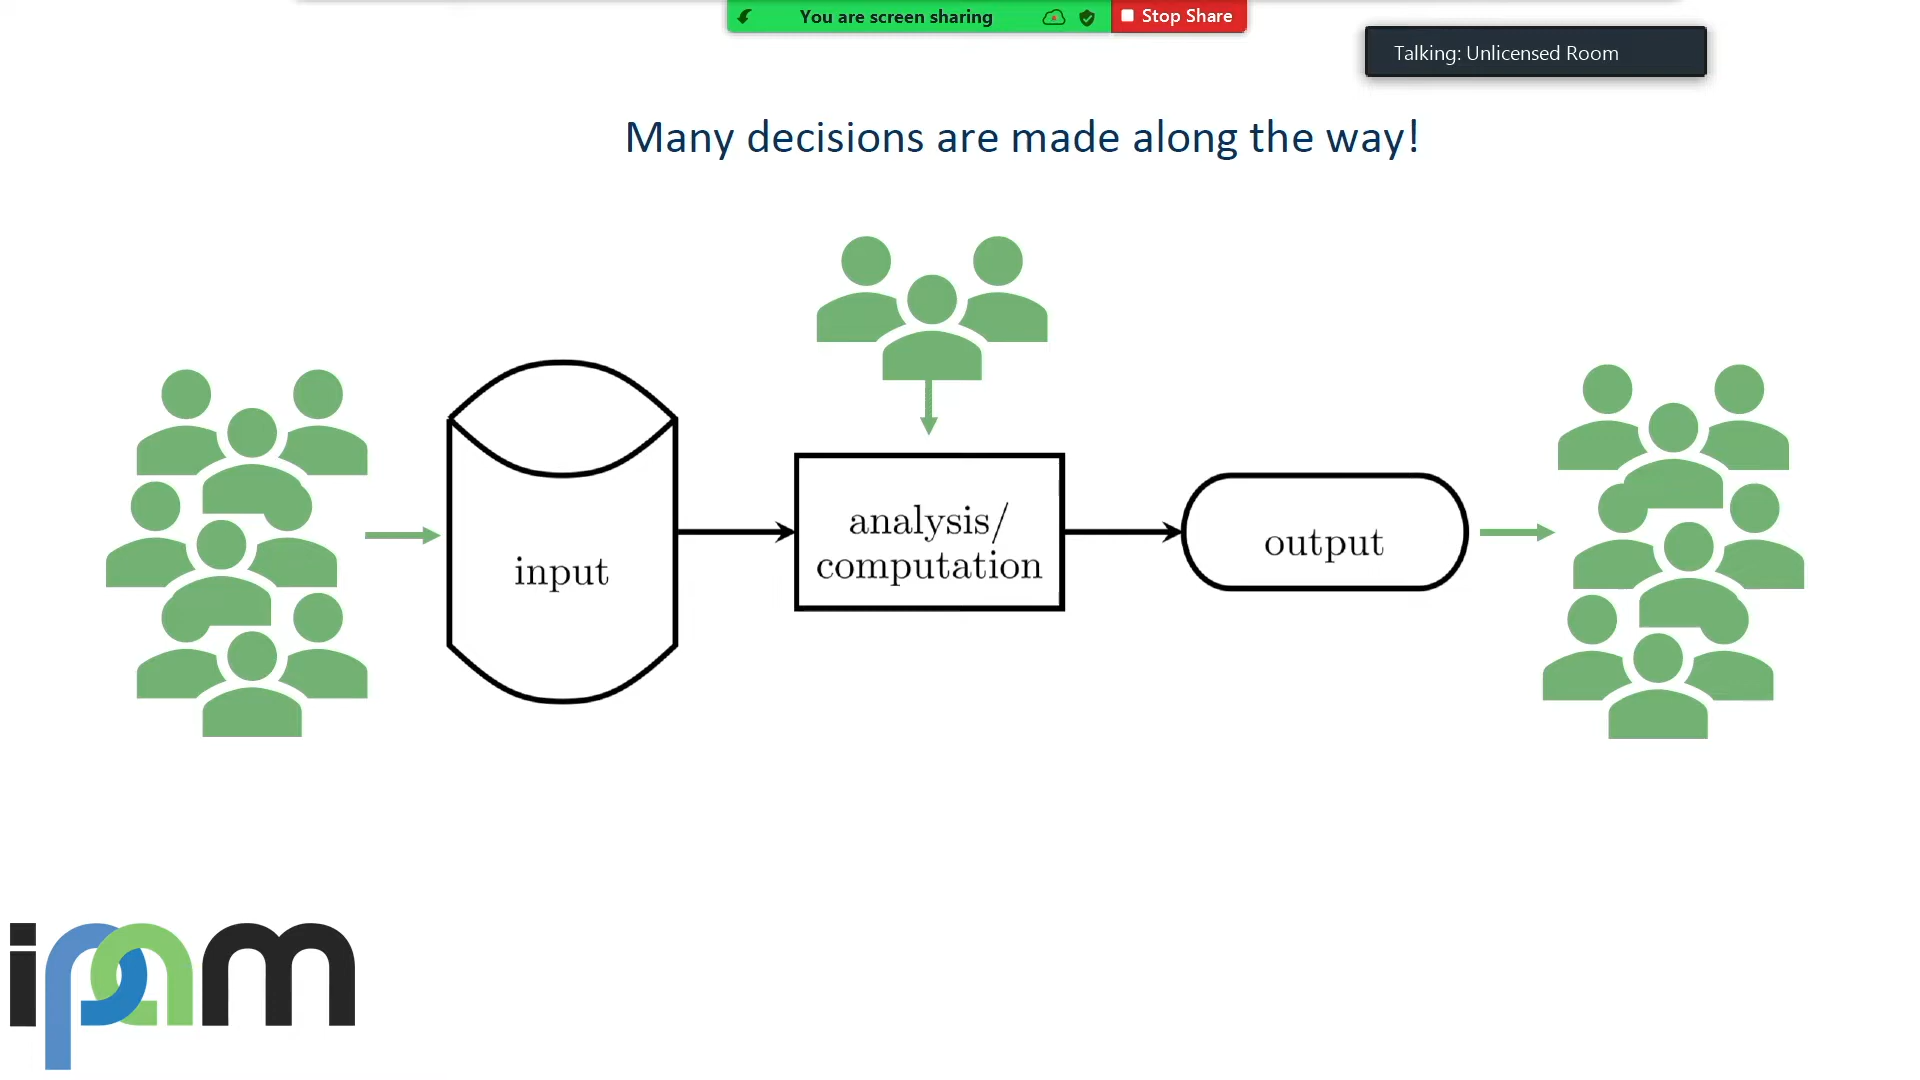 You are screen sharing
Stop Share
Talking: Unlicensed Room
Many decisions are made along the way!
input
analysis/
computation
output
ipam